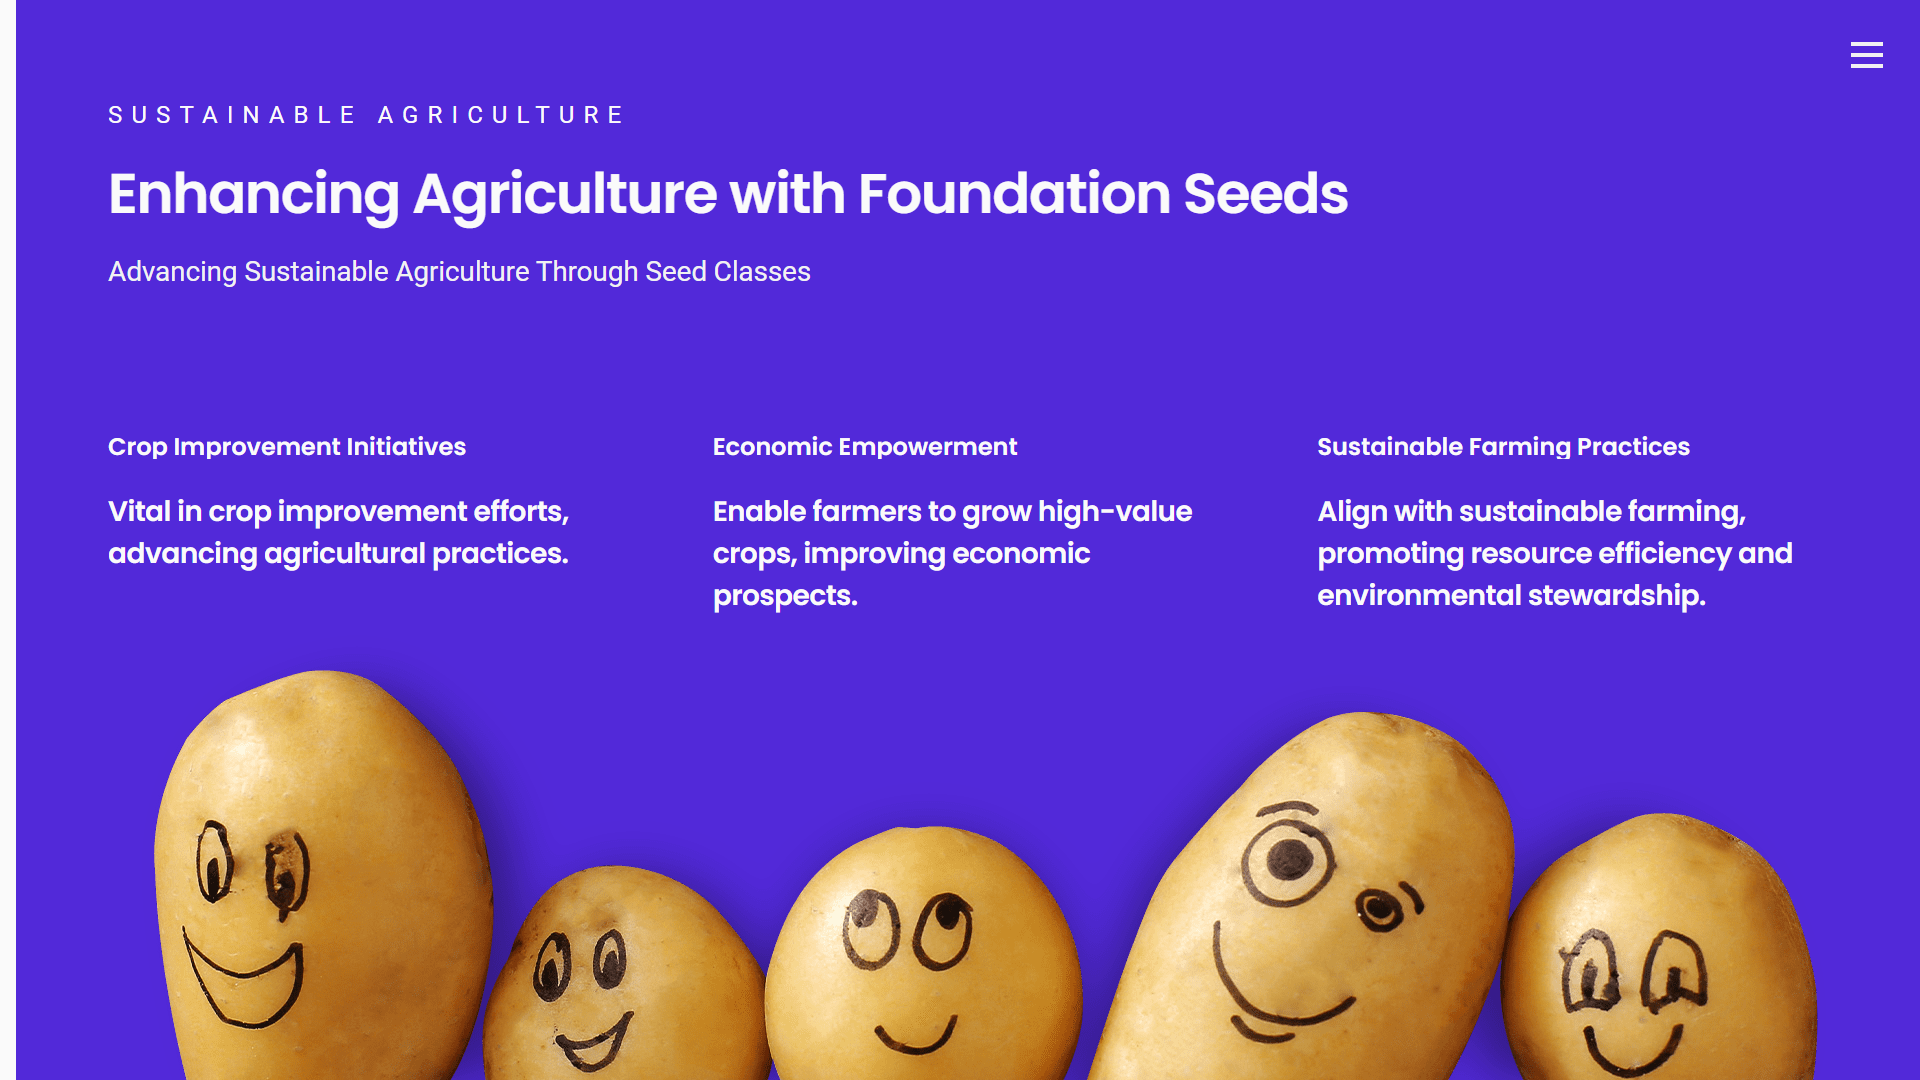 SUSTAINABLE AGRICULTURE
Enhancing Agriculture with Foundation Seeds
Advancing Sustainable Agriculture Through Seed Classes
Crop Improvement Initiatives
Vital in crop improvement efforts,
advancing agricultural practices.
Economic Empowerment
Enable farmers to grow high-value
crops, improving economic
prospects.
Sustainable Farming Practices
Align with sustainable farming,
promoting resource efficiency and
environmental stewardship.